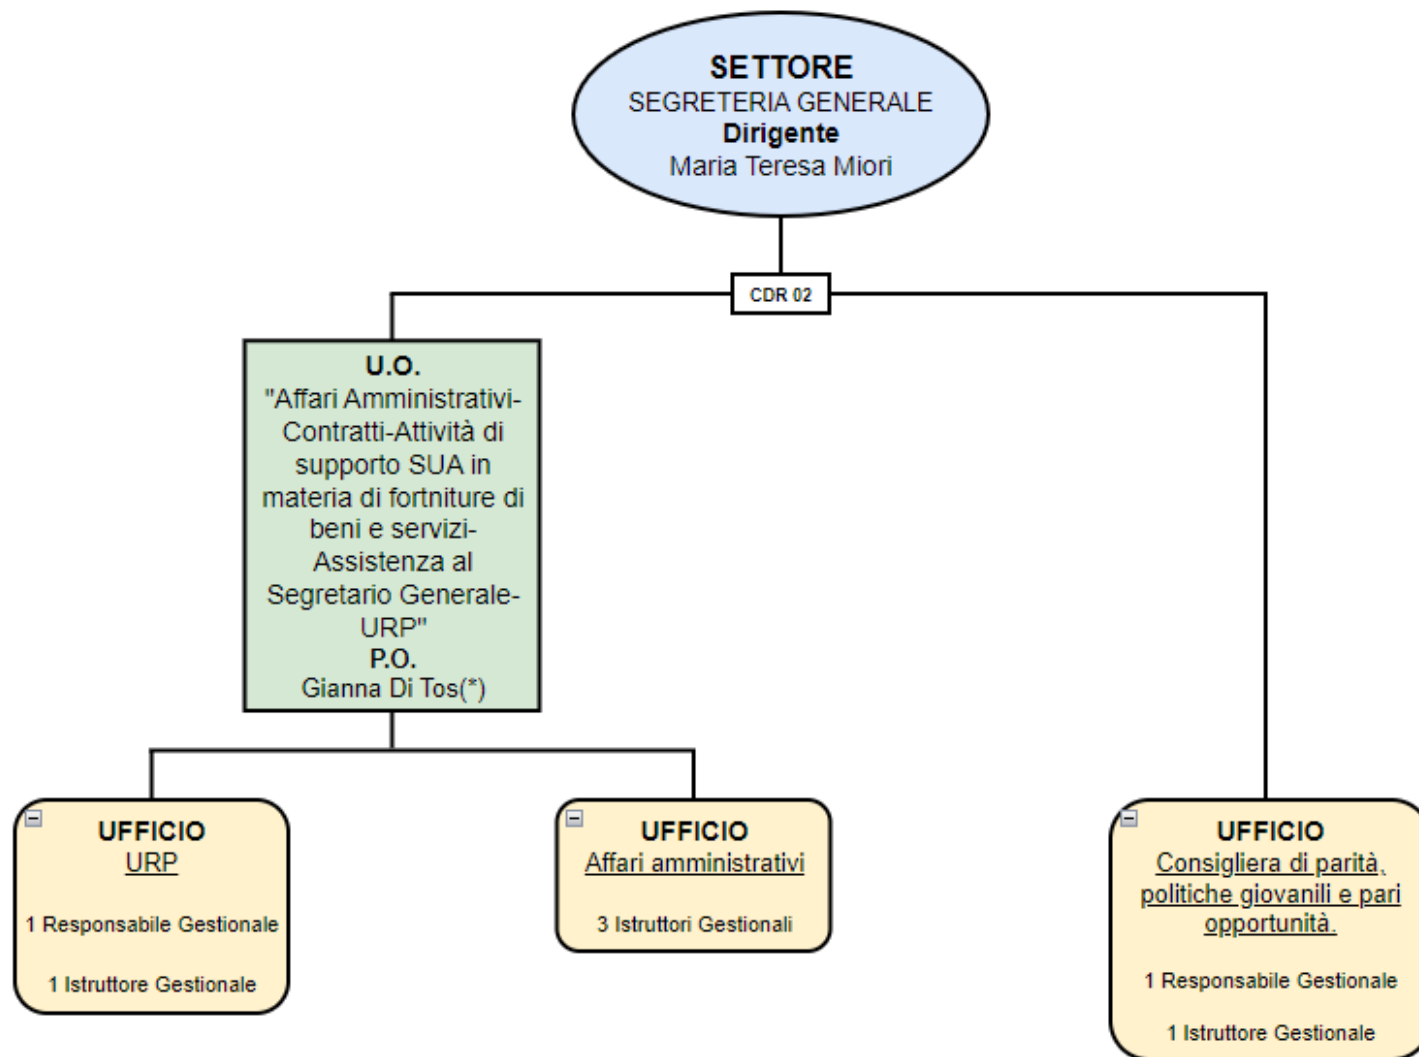 SETTORE
SEGRETERIA GENERALE
Dirigente
Maria Teresa Miori
CDR 02
U.O.
"Affari Amministrativi-
Contratti-Attività di
supporto SUA in
materia di fortniture di
beni e servizi-
Assistenza al
Segretario Generale-
URP"
P.O.
Gianna Di Tos(*)
UFFICIO
URP
1 Responsabile Gestionale
1 Istruttore Gestionale
UFFICIO
Affari amministrativi
3 Istruttori Gestionali
UFFICIO
Consigliera di parità,
politiche giovanili e pari
opportunità.
1 Responsabile Gestionale
1 Istruttore Gestionale